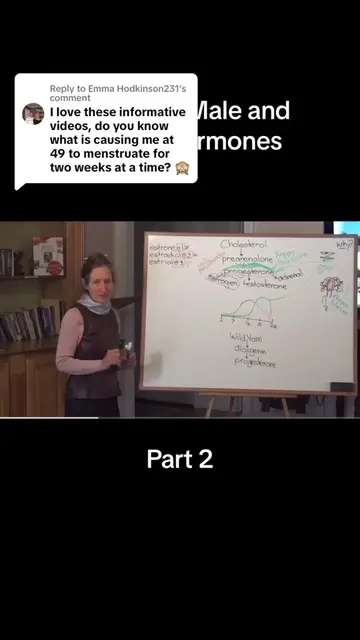 Reply to Emma Hodkinson231's
comment
I love these informative
videos, do you know
what is causing me at
49 to menstruate for
two weeks at a time? 🙈
Male and
rmones
Cholesterol
why?
pregnenolone
Happy
progesterone
adrenal
testosterone
Wild Yam
diosgenin
progesterone
Part 2